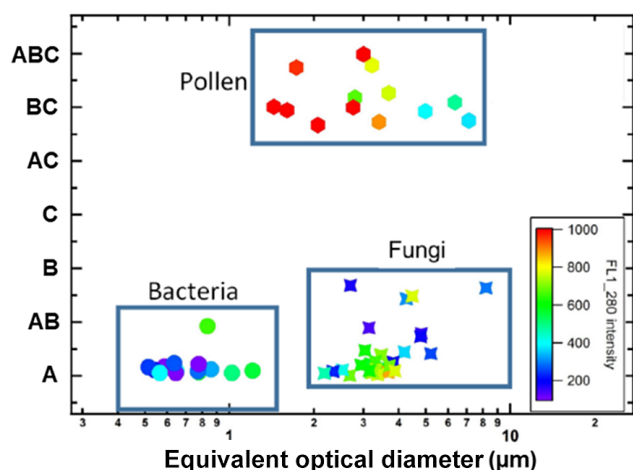 ABC
Pollen
BC
AC
C
B
Fungi
Bacteria
AB
A
1000
800
600
400
200
FL1_280 intensity
3 4 5 6 7 8 9 1 2 3 4 5 6 7 8 9 10 2
Equivalent optical diameter (µm)